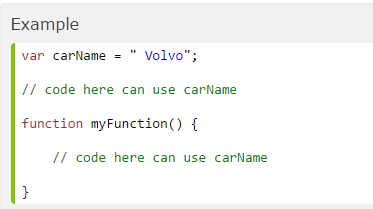 Example
var carName = " Volvo";
// code here can use carName
function myFunction() {
// code here can use carName
}